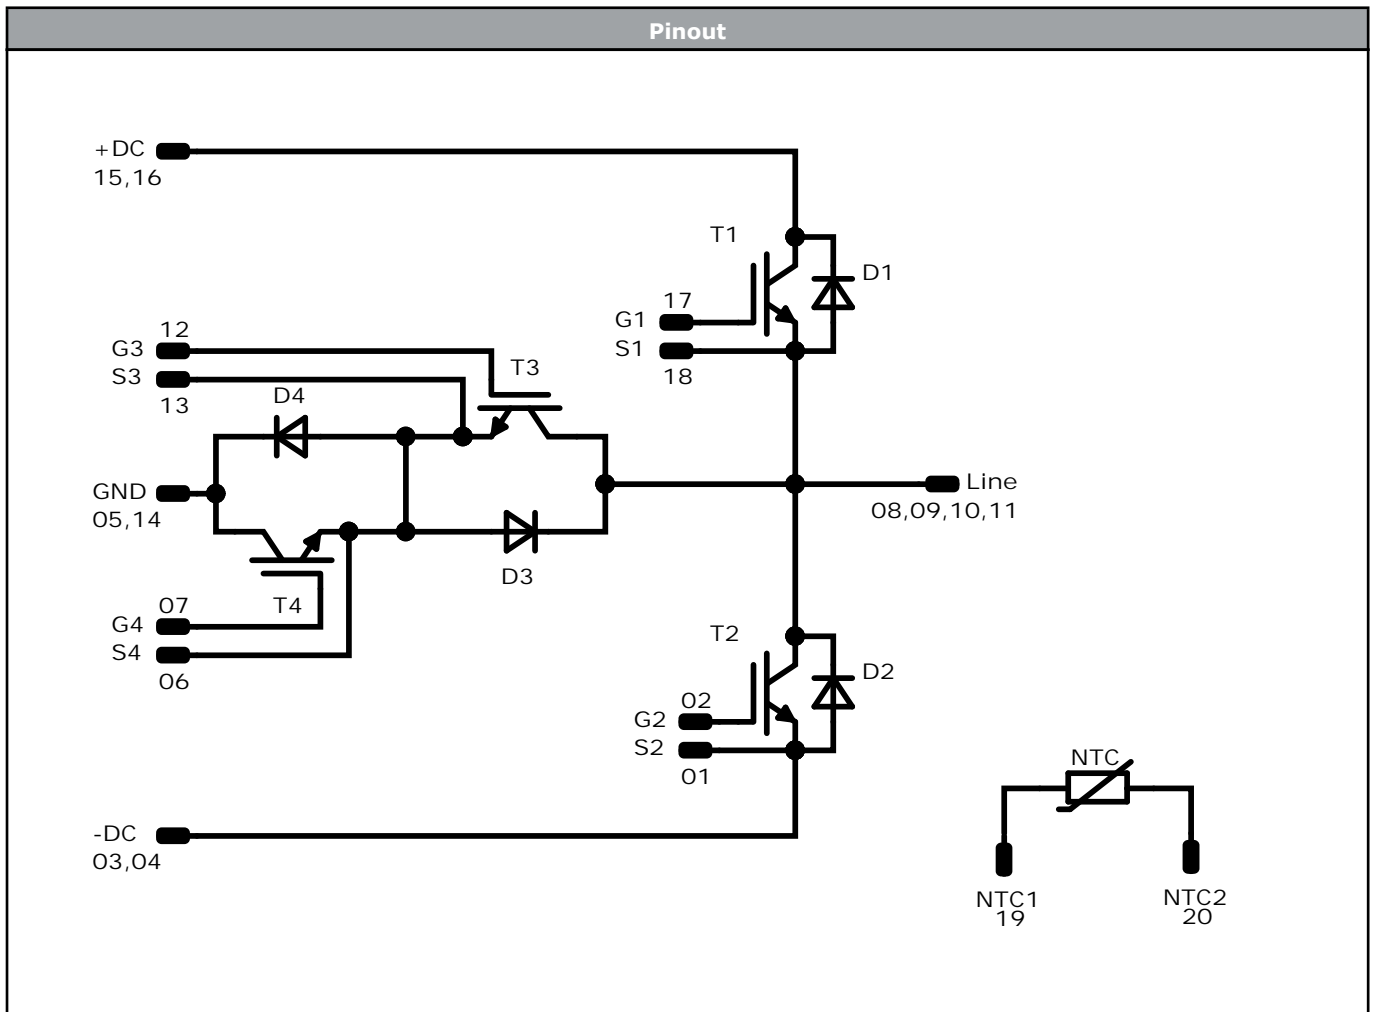 Pinout
+DC
15,16
T1
D1
17
G1
S1
18
12
G3
S3
13
T3
D4
GND
05,14
Line
08,09,10,11
D3
07
G4
S4
06
T4
T2
D2
02
G2
S2
01
-DC
03,04
NTC
NTC1
19
NTC2
20